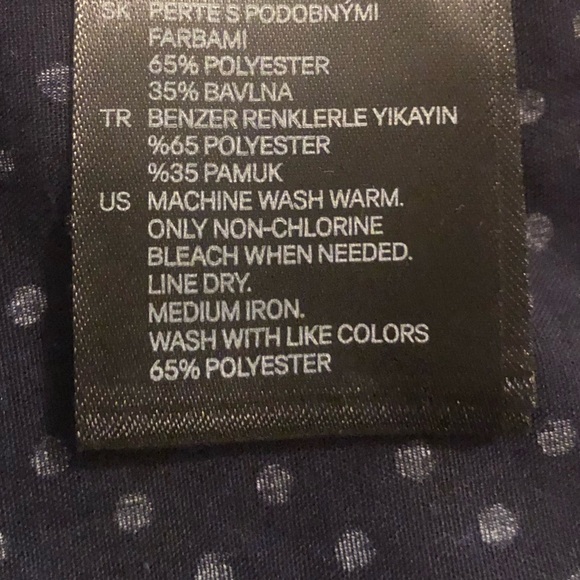 SK PERTE S PODOBNÝMI
FARBAMI
65% POLYESTER
35% BAVLNA
TR BENZER RENKLERLE YIKAYIN
%65 POLYESTER
%35 PAMUK
US MACHINE WASH WARM.
ONLY NON-CHLORINE
BLEACH WHEN NEEDED.
LINE DRY.
MEDIUM IRON.
WASH WITH LIKE COLORS
65% POLYESTER